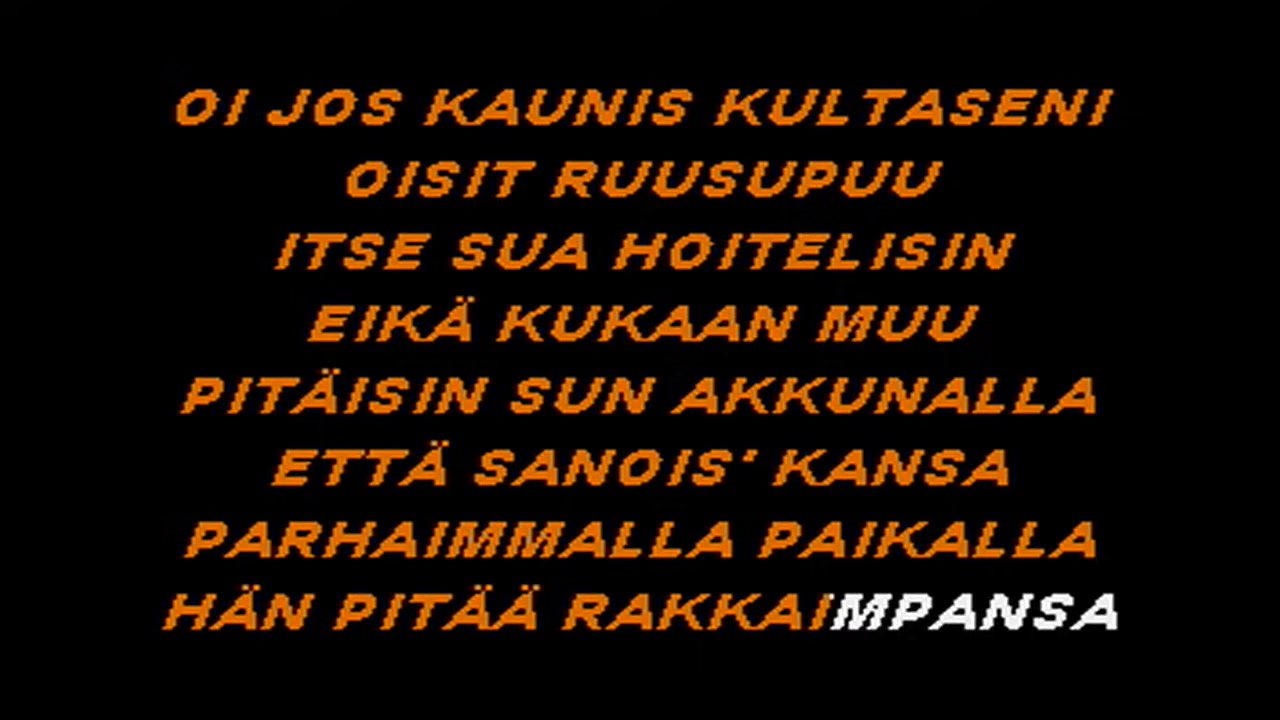 OI JOS KAUNIS KULTASENI
OISIT RUUSUPUU
ITSE SUA HOITELISIN
EIKÄ KUKAAN MUU
PITÄISIN SUN AKKUNALLA
ETTÄ SANOIS' KANSA
PARHAIMMALLA PAIKALLA
HÄN PITÄÄ RAKKAIMPANSA